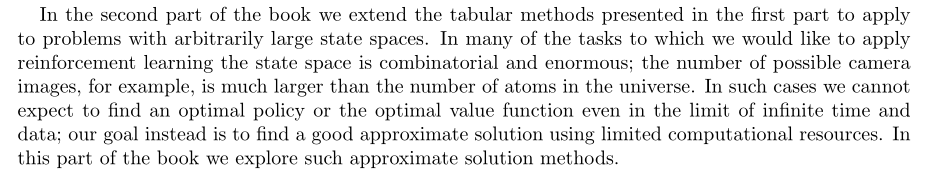 In the second part of the book we extend the tabular methods presented in the first part to apply
to problems with arbitrarily large state spaces. In many of the tasks to which we would like to apply
reinforcement learning the state space is combinatorial and enormous; the number of possible camera
images, for example, is much larger than the number of atoms in the universe. In such cases we cannot
expect to find an optimal policy or the optimal value function even in the limit of infinite time and
data; our goal instead is to find a good approximate solution using limited computational resources. In
this part of the book we explore such approximate solution methods.